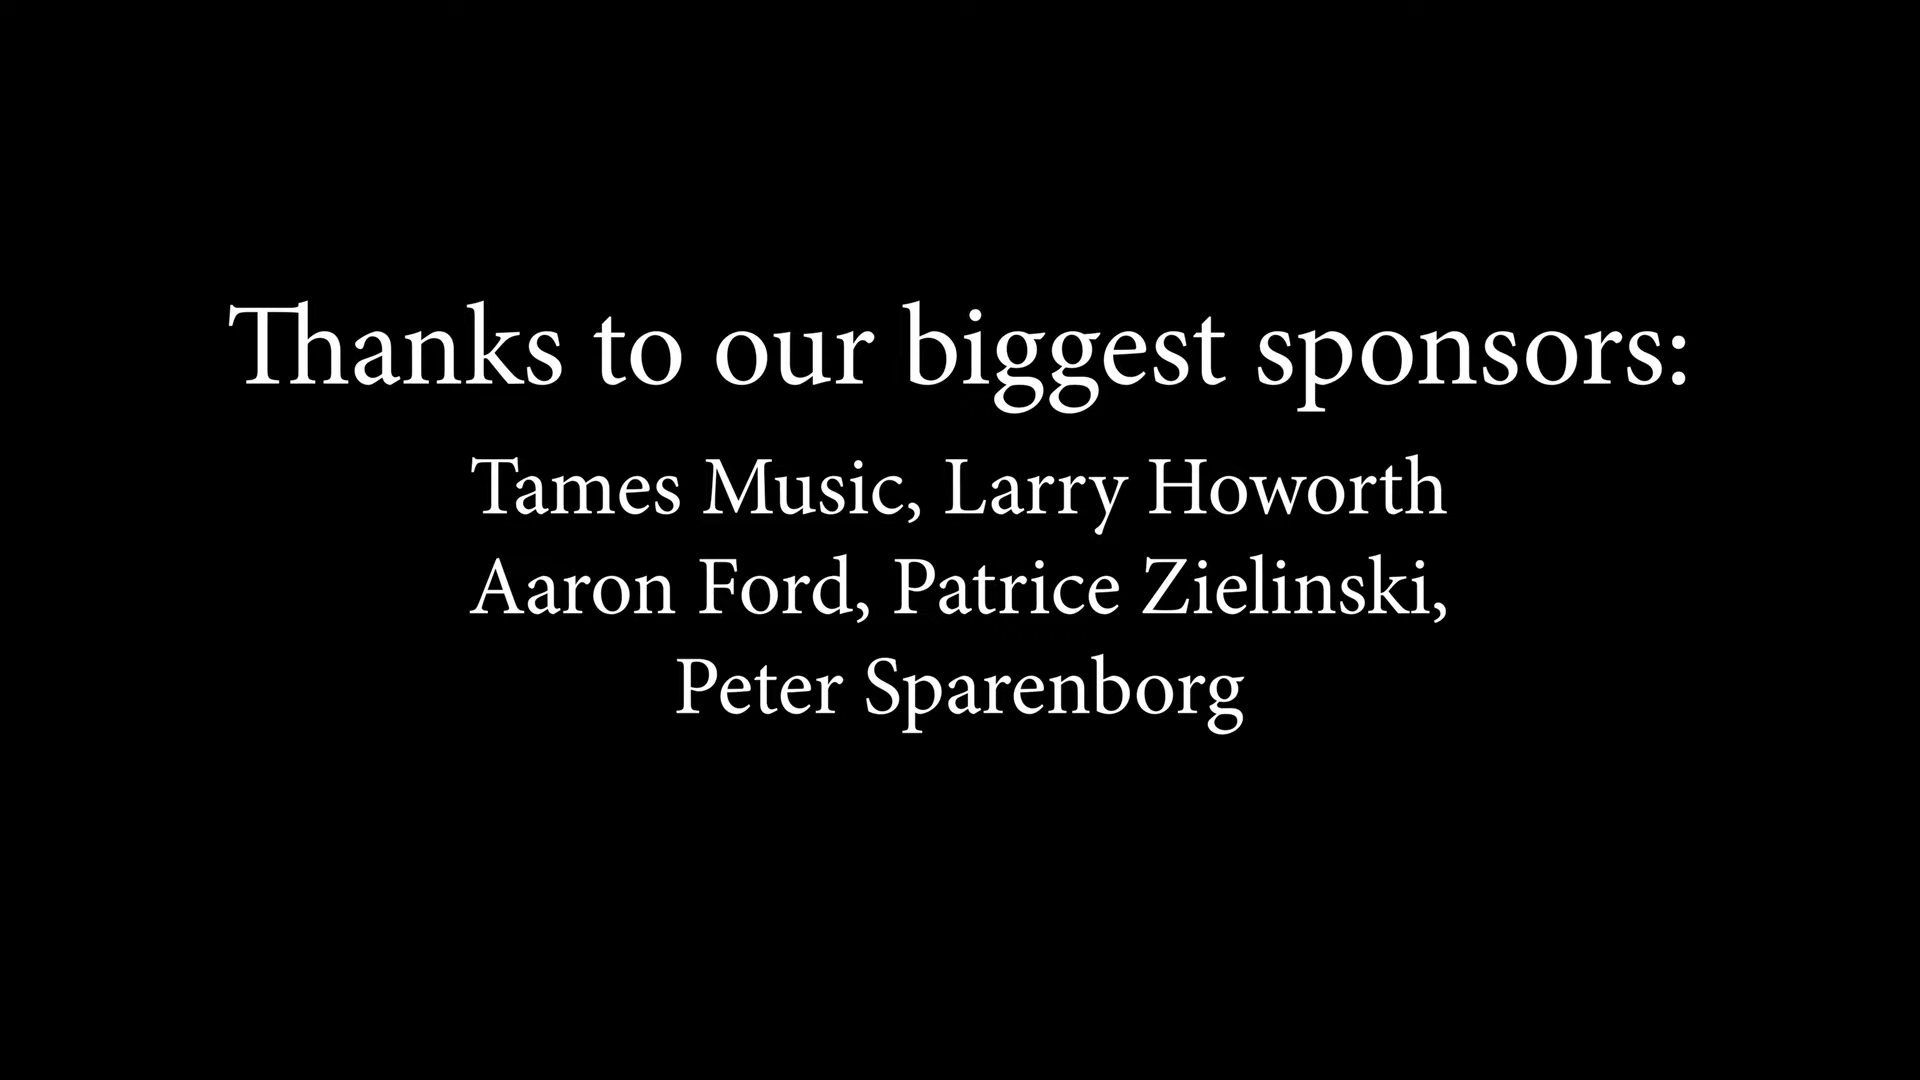 Thanks to our biggest sponsors:
Tames Music, Larry Howorth
Aaron Ford, Patrice Zielinski,
Peter Sparenborg